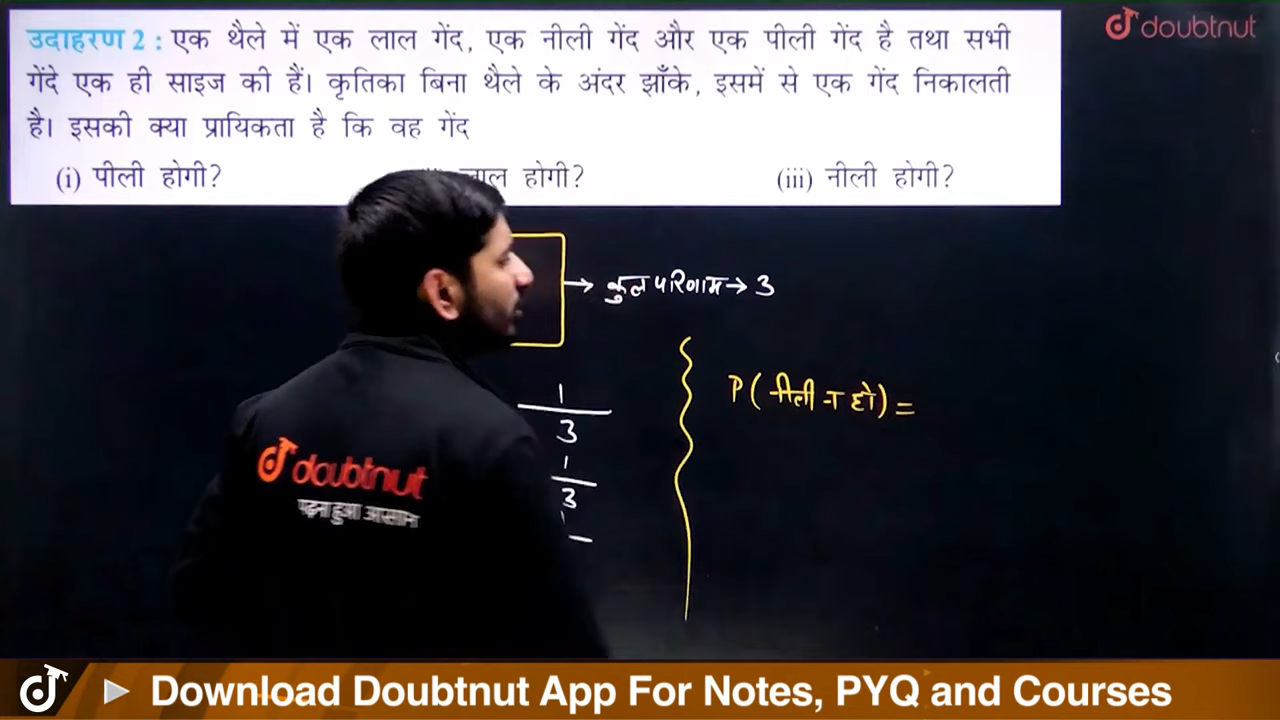 doubtnut
उदाहरण 2 : एक थैले में एक लाल गेंद, एक नीली गेंद और एक पीली गेंद है तथा सभी
गेंदे एक ही साइज की हैं। कृतिका बिना थैले के अंदर झाँके, इसमें से एक गेंद निकालती
है। इसकी क्या प्रायिकता है कि वह गेंद
(i) पीली होगी? लाल होगी? (iii) नीली होगी?
→ कुल परिणाम → 3
1
3
1
3
1
P(नीली न हो) =
doubtnut
पढ़ना हुआ आसान
Download Doubtnut App For Notes, PYQ and Courses